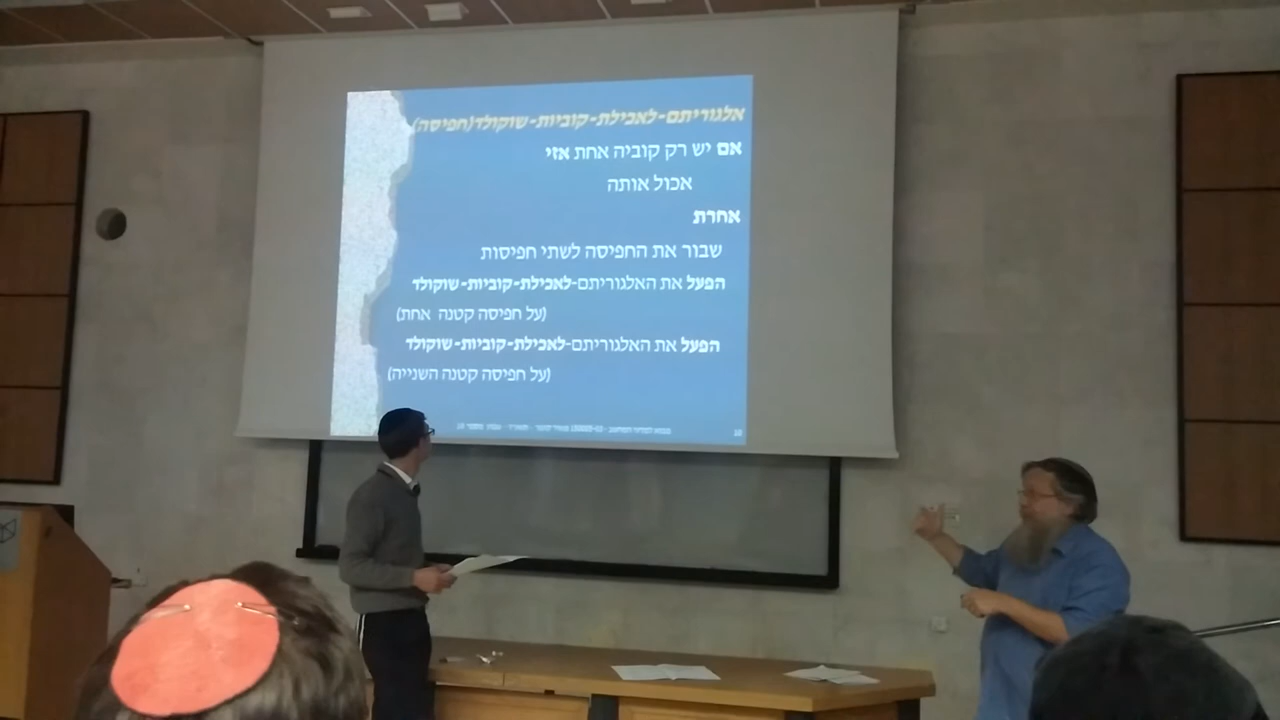 אלגוריתם-לאכילת-קוביות-שוקולד(חפיסה)
אם יש רק קוביה אחת אזי
אכול אותה
אחרת
שבור את החפיסה לשתי חפיסות
הפעל את האלגוריתם-לאכילת-קוביות-שוקולד
(על חפיסה קטנה אחת)
הפעל את האלגוריתם-לאכילת-קוביות-שוקולד
(על חפיסה קטנה השנייה)